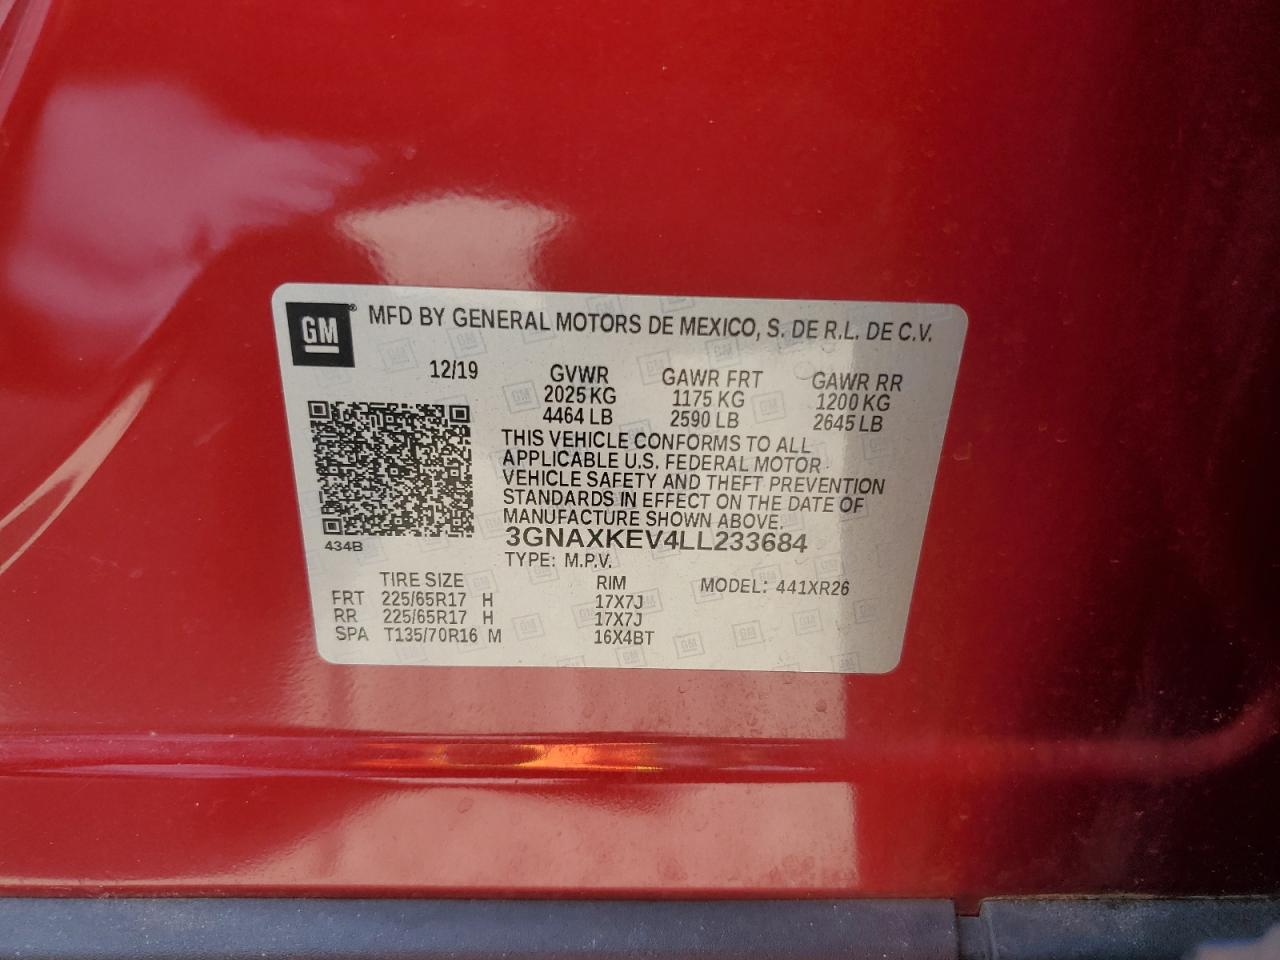 GM® MFD BY GENERAL MOTORS DE MEXICO, S. DE R.L. DE C.V.
12/19 GVWR GAWR FRT GAWR RR
2025 KG 1175 KG 1200 KG
4464 LB 2590 LB 2645 LB
THIS VEHICLE CONFORMS TO ALL
APPLICABLE U.S. FEDERAL MOTOR
VEHICLE SAFETY AND THEFT PREVENTION
STANDARDS IN EFFECT ON THE DATE OF
MANUFACTURE SHOWN ABOVE.
434B
3GNAXKEV4LL233684
TYPE: M.P.V.
TIRE SIZE RIM MODEL: 441XR26
FRT 225/65R17 H 17X7J
RR 225/65R17 H 17X7J
SPA T135/70R16 M 16X4BT